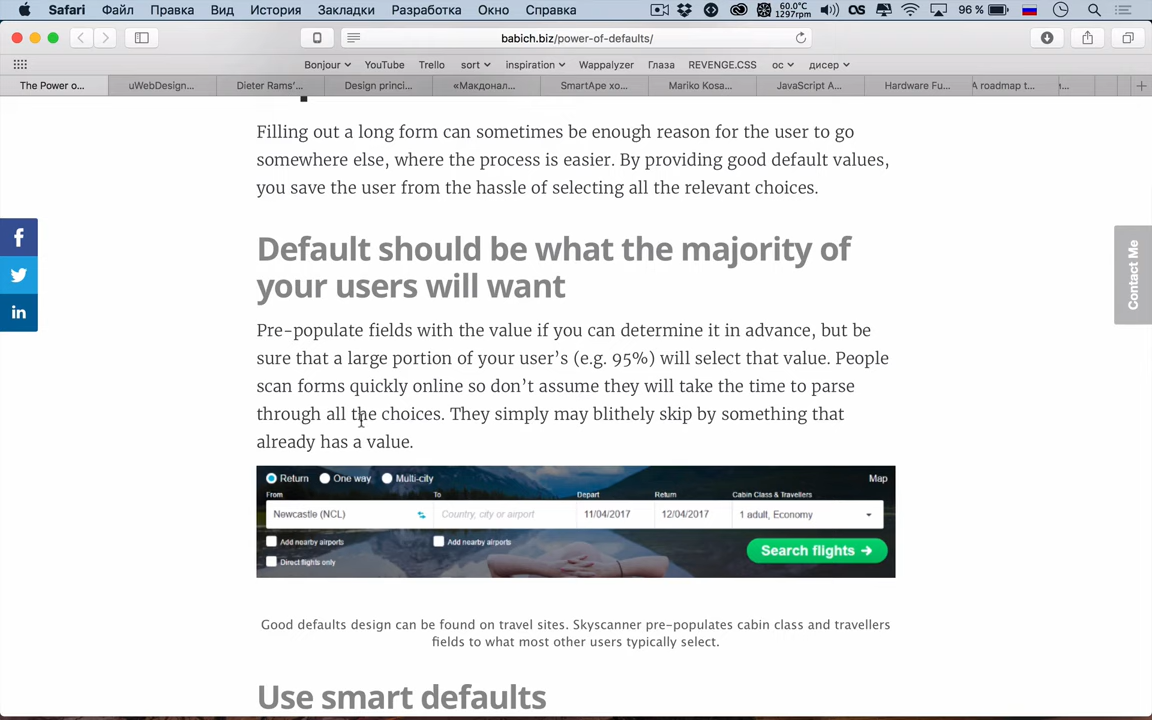 Safari Файл Правка Вид История Закладки Разработка Окно Справка 60.0°C 1297rpm 96 %
babich.biz/power-of-defaults/
Bonjour YouTube Trello sort inspiration Wappalyzer Глаза REVENGE.CSS ос дисер
The Power o... uWebDesign... Dieter Rams'... Design princi... «Макдонал... SmartApe хо... Mariko Kosa... JavaScript A... Hardware Fu... A roadmap t...
Filling out a long form can sometimes be enough reason for the user to go
somewhere else, where the process is easier. By providing good default values,
you save the user from the hassle of selecting all the relevant choices.
Default should be what the majority of
your users will want
Pre-populate fields with the value if you can determine it in advance, but be
sure that a large portion of your user's (e.g. 95%) will select that value. People
scan forms quickly online so don't assume they will take the time to parse
through all the choices. They simply may blithely skip by something that
already has a value.
Return One way Multi-city Map
From To Depart Return Cabin Class & Travellers
Newcastle (NCL) Country, city or airport 11/04/2017 12/04/2017 1 adult, Economy
Add nearby airports Add nearby airports
Direct flights only
Search flights →
Good defaults design can be found on travel sites. Skyscanner pre-populates cabin class and travellers
fields to what most other users typically select.
Use smart defaults
Contact Me